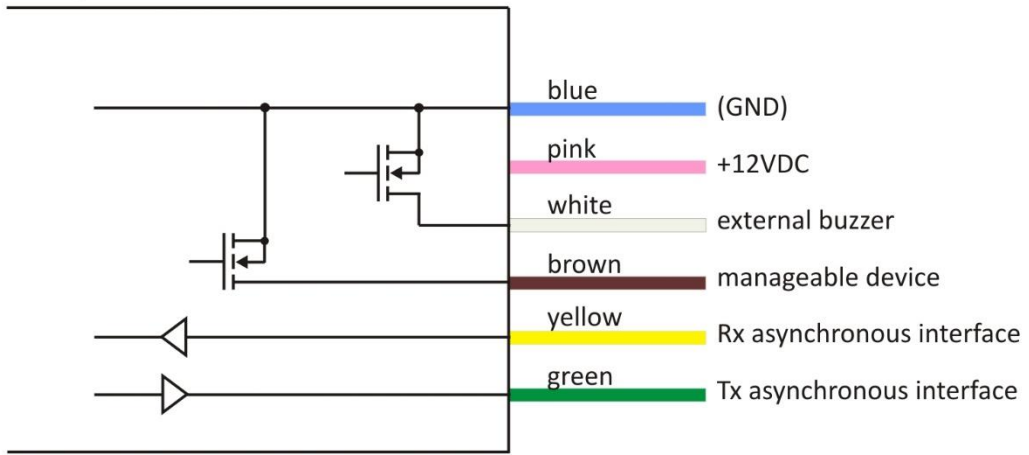 blue
(GND)
pink
+12VDC
white
external buzzer
brown
manageable device
yellow
Rx asynchronous interface
green
Tx asynchronous interface